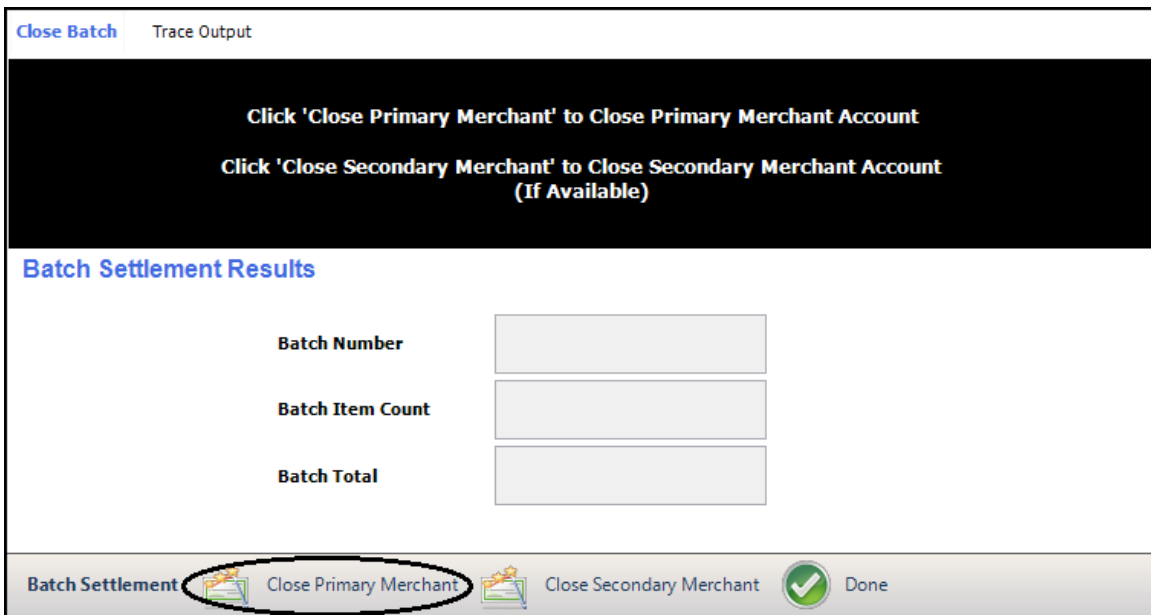 Close Batch Trace Output
Click 'Close Primary Merchant' to Close Primary Merchant Account
Click 'Close Secondary Merchant' to Close Secondary Merchant Account
(If Available)
Batch Settlement Results
Batch Number
Batch Item Count
Batch Total
Batch Settlement Close Primary Merchant Close Secondary Merchant Done